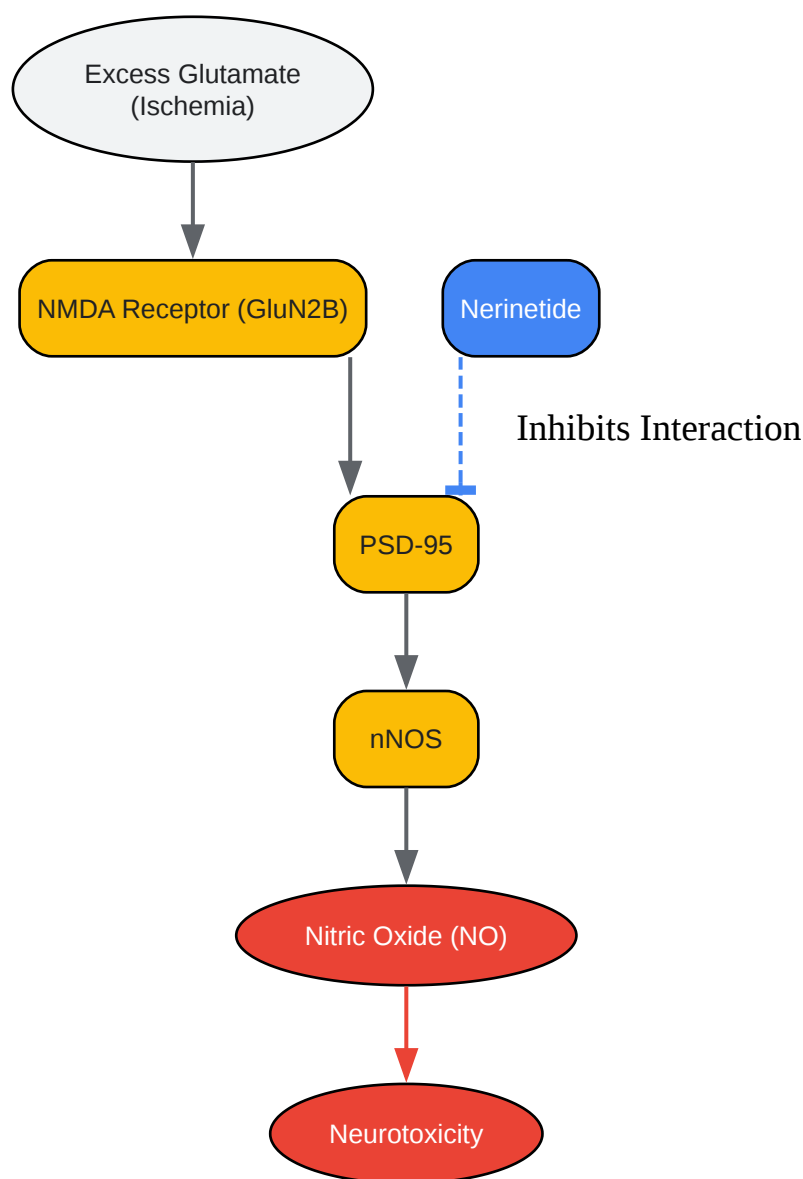 Excess Glutamate
(Ischemia)
NMDA Receptor (GluN2B)
Nerinetide
Inhibits Interaction
PSD-95
nNOS
Nitric Oxide (NO)
Neurotoxicity